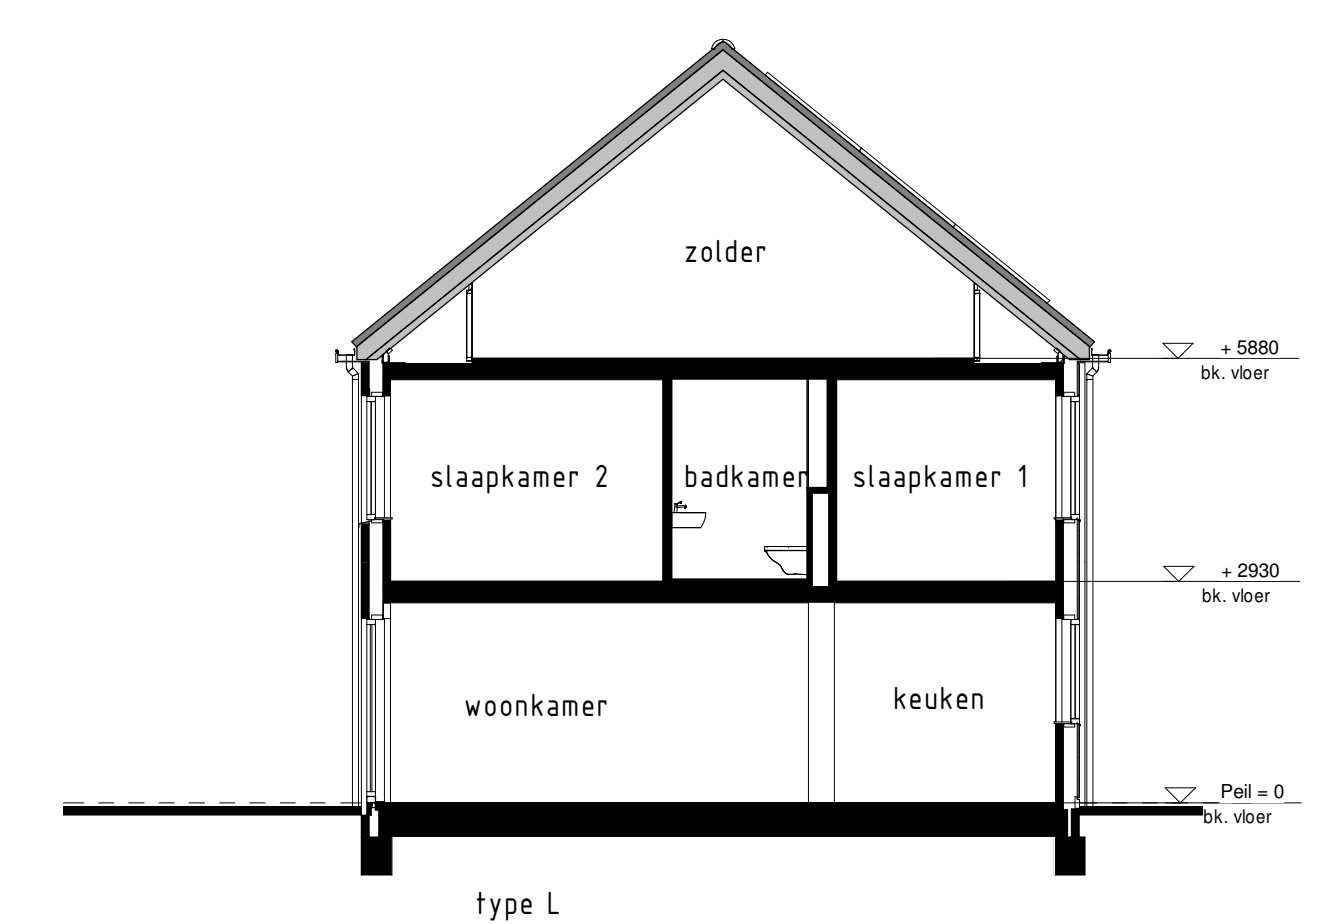 zolder
+ 5880
bk. vloer
slaapkamer 2
badkamer
slaapkamer 1
+ 2930
bk. vloer
woonkamer
keuken
Peil = 0
bk. vloer
type L